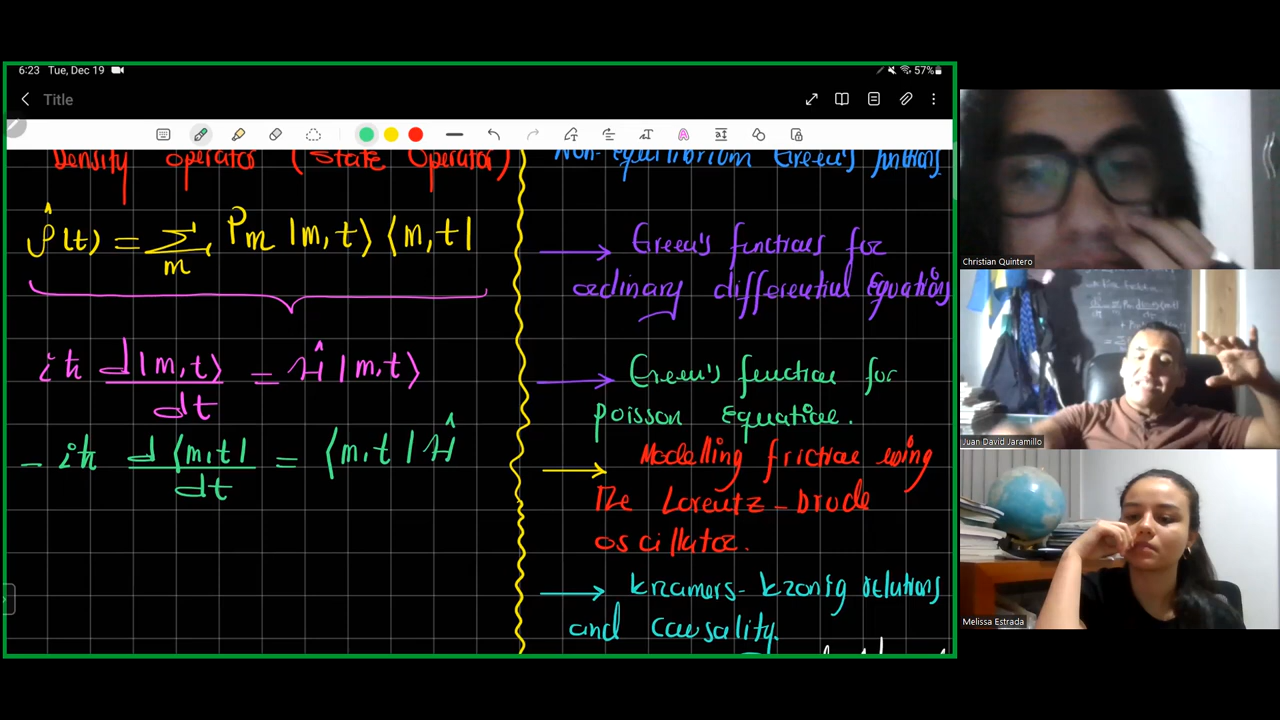 6:23 Tue, Dec 19
57%
Title
Density operator (State Operator)
ρ̂(t) = Σ_m P_m |m,t⟩⟨m,t|
iħ d|m,t⟩/dt = Ĥ|m,t⟩
-iħ d⟨m,t|/dt = ⟨m,t|Ĥ
Non-equilibrium Green's functions
→ Green's functions for
ordinary differential Equations
→ Green's function for
poisson Equation.
→ Modelling friction using
The Lorentz-Drude
oscillator.
→ Kramers-Kronig relations
and causality.
Christian Quintero
Juan David Jaramillo
Melissa Estrada